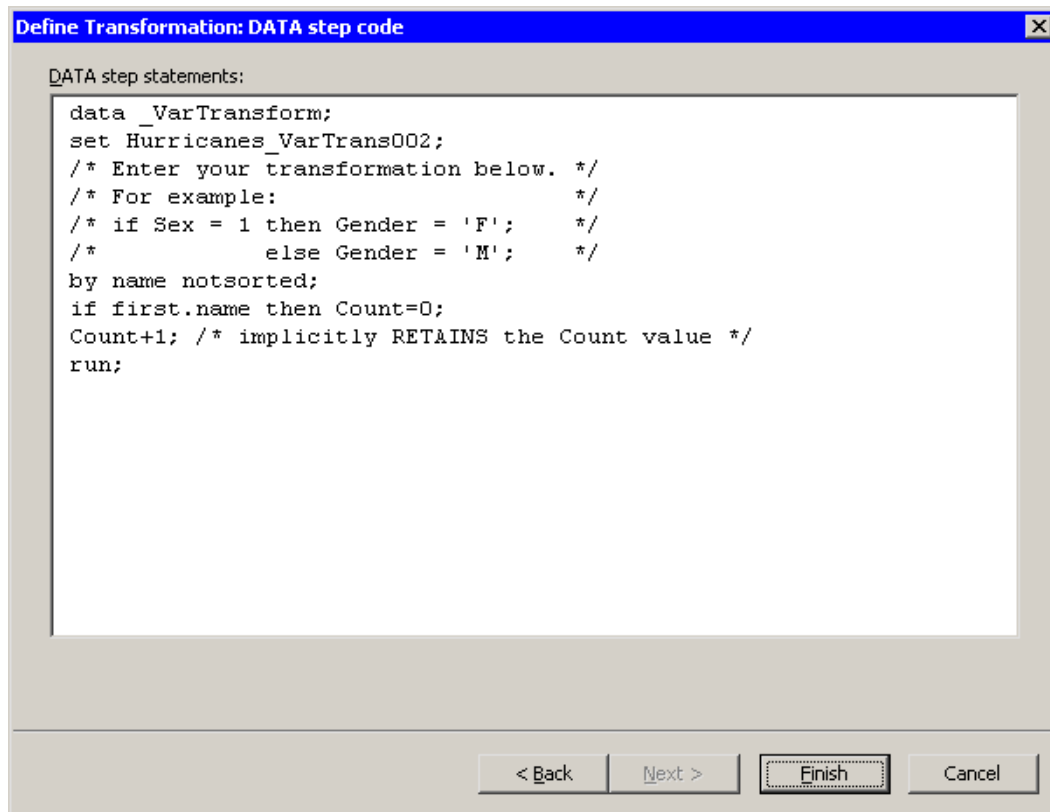 Define Transformation: DATA step code
DATA step statements:
data _VarTransform;
set Hurricanes_VarTrans002;
/* Enter your transformation below. */
/* For example:                     */
/* if Sex = 1 then Gender = 'F';    */
/*            else Gender = 'M';    */
by name notsorted;
if first.name then Count=0;
Count+1; /* implicitly RETAINS the Count value */
run;
< Back   Next >   Finish   Cancel